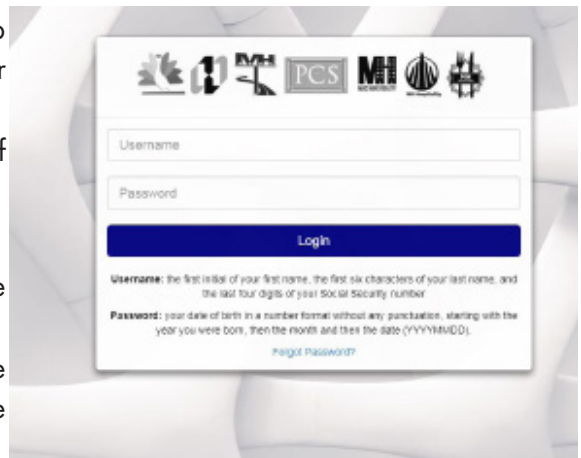 o
r
f
e
e
e
MH
PCS
MH
Username
Password
Login
Username: the first initial of your first name, the first six characters of your last name, and
the last four digits of your Social Security number
Password: your date of birth in a number format without any punctuation, starting with the
year you were born, then the month and then the date (YYYYMMDD).
Forgot Password?